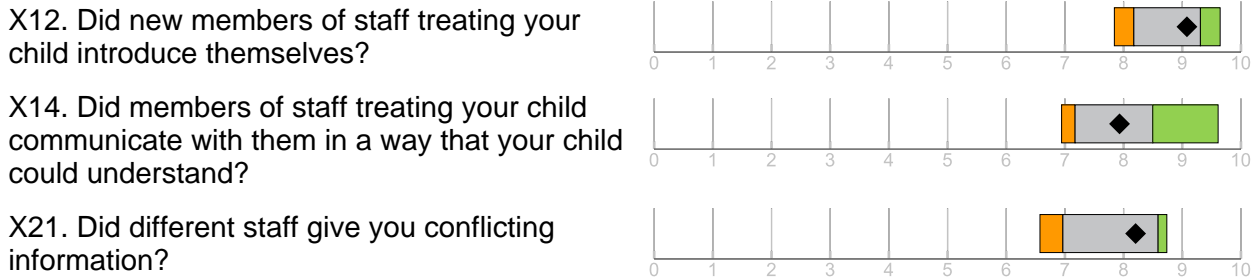 X12. Did new members of staff treating your
child introduce themselves?
0 1 2 3 4 5 6 7 8 9 10
X14. Did members of staff treating your child
communicate with them in a way that your child
could understand?
0 1 2 3 4 5 6 7 8 9 10
X21. Did different staff give you conflicting
information?
0 1 2 3 4 5 6 7 8 9 10